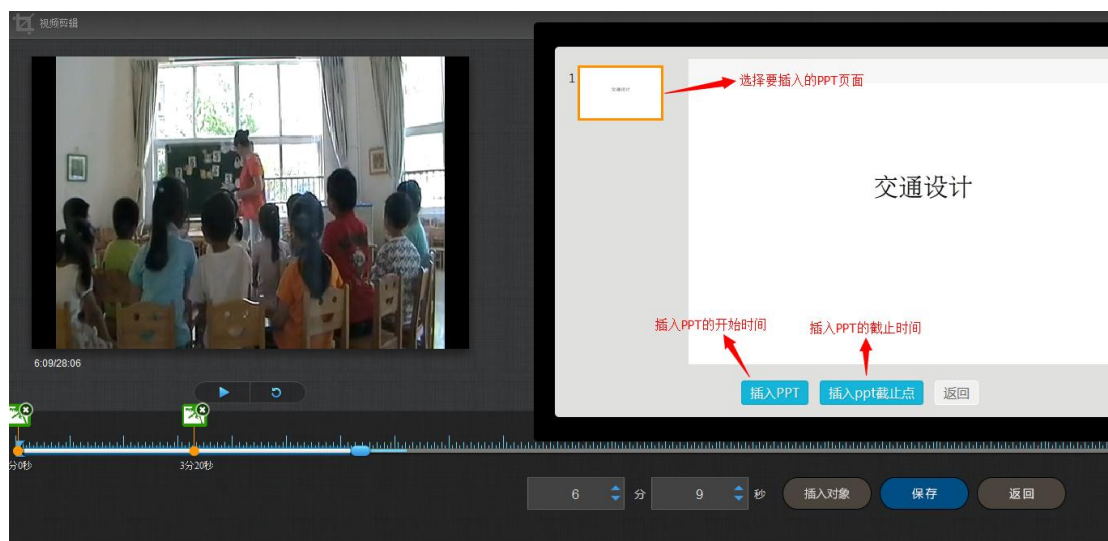 视频剪辑
1
交通设计
选择要插入的PPT页面
交通设计
插入PPT的开始时间
插入PPT的截止时间
6:09/28:06
插入PPT
插入ppt截止点
返回
分0秒
3分20秒
6 分 9 秒
插入对象
保存
返回